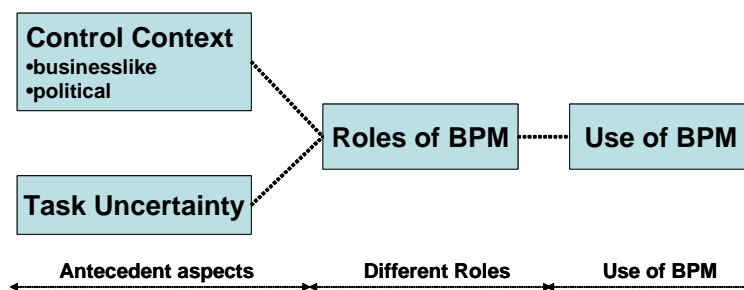 Control Context
•businesslike
•political
Roles of BPM
Use of BPM
Task Uncertainty
Antecedent aspects
Different Roles
Use of BPM